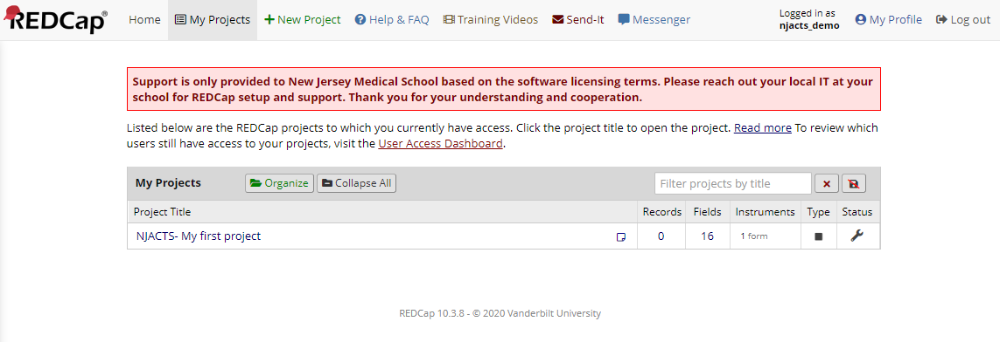 REDCap®
Home My Projects New Project Help & FAQ Training Videos Send-It Messenger Logged in as njacts_demo My Profile Log out
Support is only provided to New Jersey Medical School based on the software licensing terms. Please reach out your local IT at your
school for REDCap setup and support. Thank you for your understanding and cooperation.
Listed below are the REDCap projects to which you currently have access. Click the project title to open the project. Read more To review which
users still have access to your projects, visit the User Access Dashboard.
My Projects Organize Collapse All Filter projects by title
Project Title Records Fields Instruments Type Status
NJACTS- My first project 0 16 1 form
REDCap 10.3.8 - © 2020 Vanderbilt University